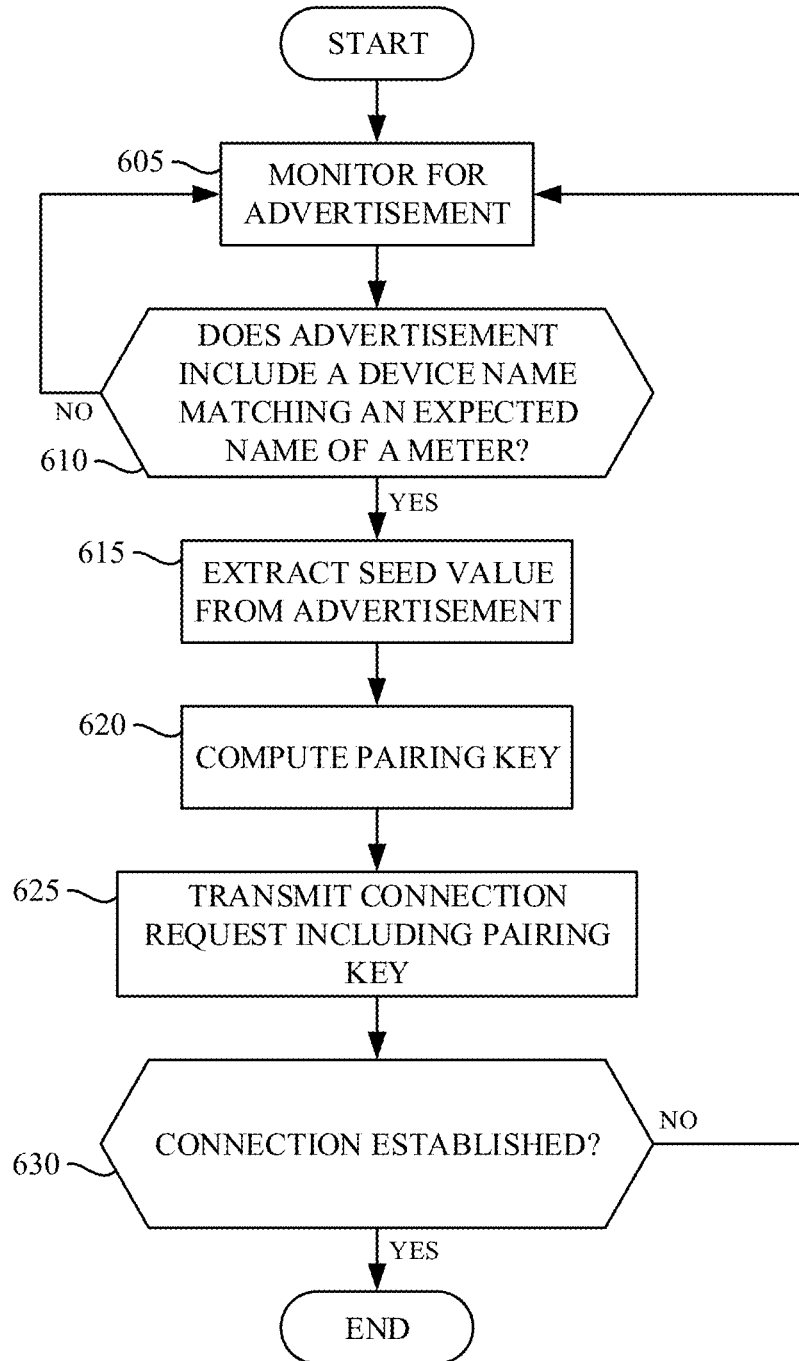 START
605
MONITOR FOR
ADVERTISEMENT
DOES ADVERTISEMENT
INCLUDE A DEVICE NAME
MATCHING AN EXPECTED
NAME OF A METER?
NO
610
YES
615
EXTRACT SEED VALUE
FROM ADVERTISEMENT
620
COMPUTE PAIRING KEY
625
TRANSMIT CONNECTION
REQUEST INCLUDING PAIRING
KEY
CONNECTION ESTABLISHED?
NO
630
YES
END